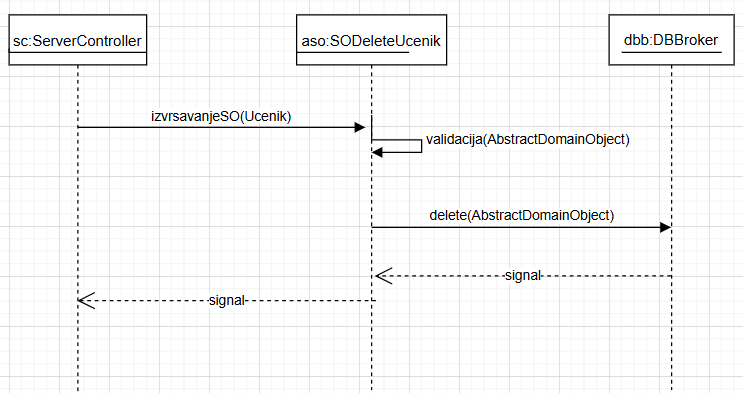 sc:ServerController
aso:SODeleteUcenik
dbb:DBBroker
izvrsavanjeSO(Ucenik)
validacija(AbstractDomainObject)
delete(AbstractDomainObject)
signal
signal